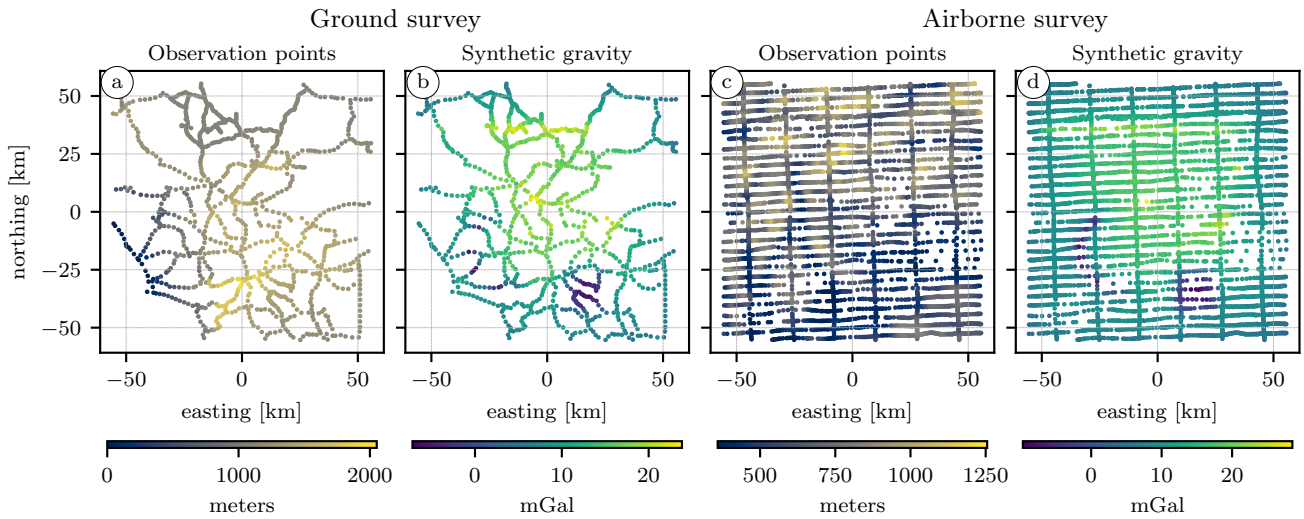 Ground survey
Airborne survey
Observation points
Synthetic gravity
Observation points
Synthetic gravity
a
b
c
d
northing [km]
50
25
0
−25
−50
−50 0 50
−50 0 50
−50 0 50
−50 0 50
easting [km]
easting [km]
easting [km]
easting [km]
0 1000 2000
meters
0 10 20
mGal
500 750 1000 1250
meters
0 10 20
mGal